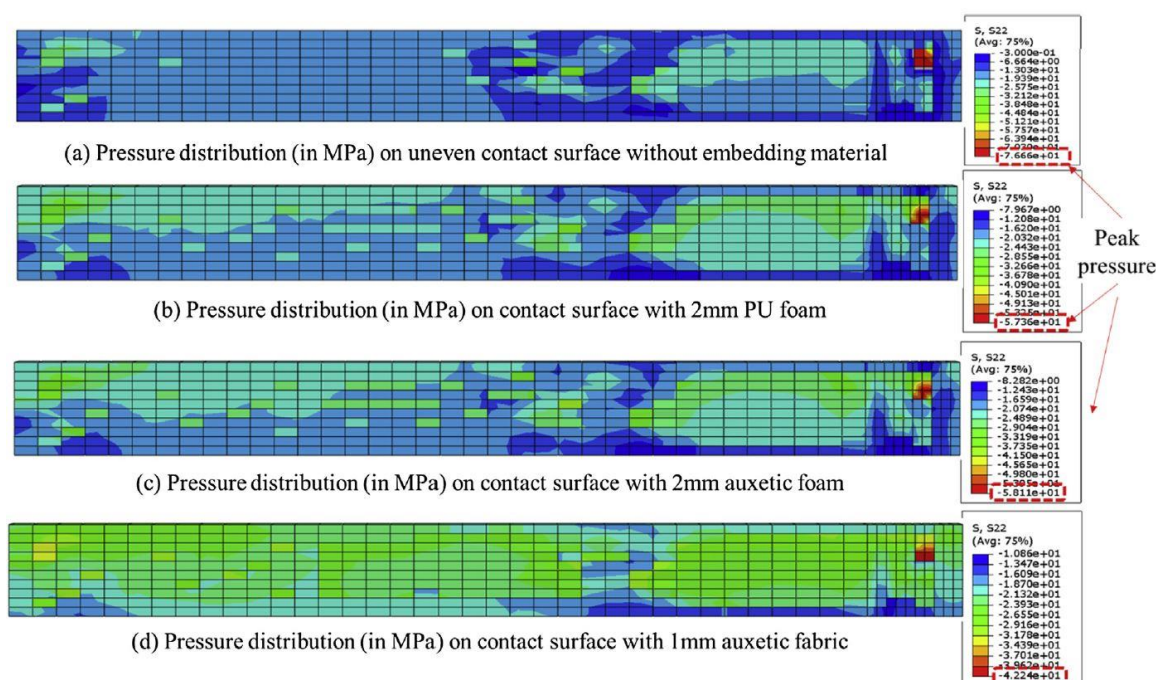 S, S22
(Avg: 75%)
-3.000e-01
-6.664e+00
-1.303e+01
-1.939e+01
-2.575e+01
-3.212e+01
-3.848e+01
-4.484e+01
-5.121e+01
-5.757e+01
-6.394e+01
-7.666e+01
(a) Pressure distribution (in MPa) on uneven contact surface without embedding material
S, S22
(Avg: 75%)
-7.967e+00
-1.208e+01
-1.620e+01
-2.032e+01
-2.443e+01
-2.855e+01
-3.266e+01
-3.678e+01
-4.090e+01
-4.501e+01
-4.913e+01
-5.736e+01
Peak
pressure
(b) Pressure distribution (in MPa) on contact surface with 2mm PU foam
S, S22
(Avg: 75%)
-8.282e+00
-1.243e+01
-1.659e+01
-2.074e+01
-2.489e+01
-2.904e+01
-3.319e+01
-3.735e+01
-4.150e+01
-4.565e+01
-4.980e+01
-5.811e+01
(c) Pressure distribution (in MPa) on contact surface with 2mm auxetic foam
S, S22
(Avg: 75%)
-1.086e+01
-1.347e+01
-1.609e+01
-1.870e+01
-2.132e+01
-2.393e+01
-2.655e+01
-2.916e+01
-3.178e+01
-3.439e+01
-3.701e+01
-3.962e+01
-4.224e+01
(d) Pressure distribution (in MPa) on contact surface with 1mm auxetic fabric